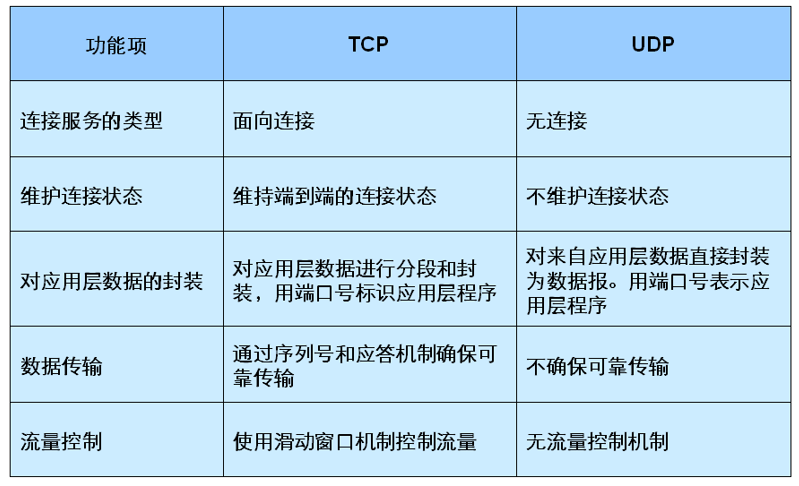 功能项
TCP
UDP
连接服务的类型
面向连接
无连接
维护连接状态
维持端到端的连接状态
不维护连接状态
对应用层数据的封装
对应用层数据进行分段和封
装，用端口号标识应用层程序
对来自应用层数据直接封装
为数据报。用端口号表示应
用层程序
数据传输
通过序列号和应答机制确保可
靠传输
不确保可靠传输
流量控制
使用滑动窗口机制控制流量
无流量控制机制